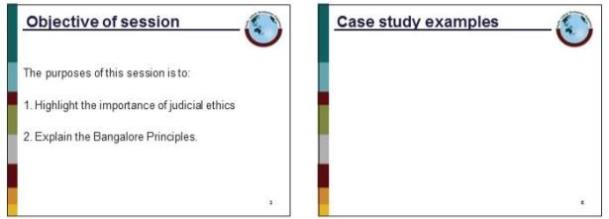 Objective of session
The purposes of this session is to:
1. Highlight the importance of judicial ethics
2. Explain the Bangalore Principles.
Case study examples